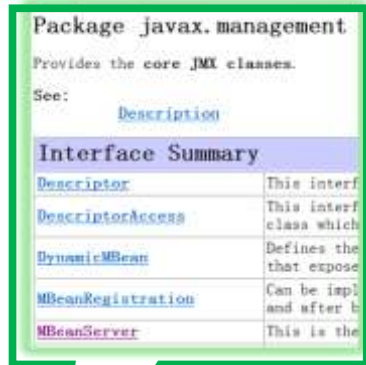 Package javax.management
Provides the core JMX classes.
See:
Description
Interface Summary
Descriptor This interf
DescriptorAccess This interf
class which
DynamicMBean Defines the
that expose
MBeanRegistration Can be impl
and after b
MBeanServer This is the